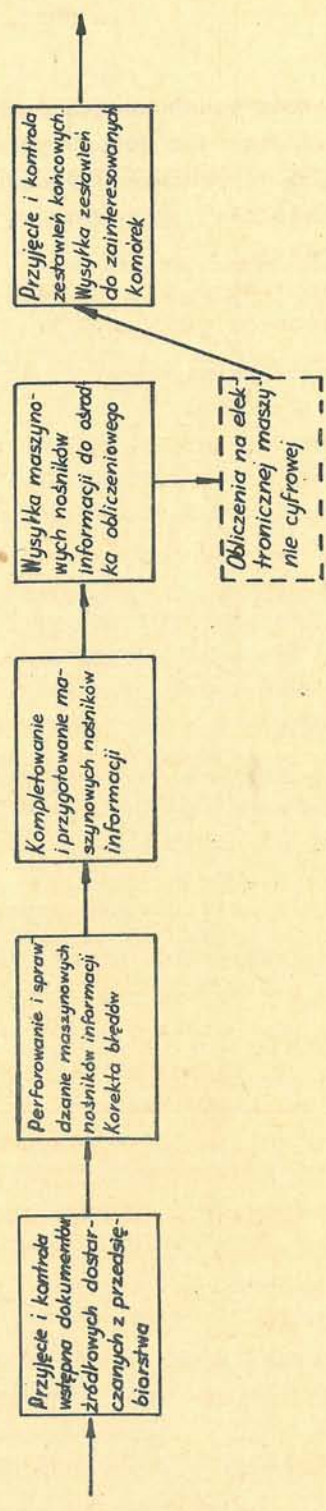 Przyjęcie i kontrola
wstępna dokumentów
źródłowych dostar-
czanych z przedsię-
biorstwa
Perforowanie i spraw
dzanie maszynowych
nośników informacji
Korekta błędów
Kompletowanie
i przygotowanie ma-
szynowych nośników
informacji
Wysyłka maszyno-
wych nośników
informacji do ośrod
ka obliczeniowego
Obliczenia na elek
tronicznej maszy
nie cyfrowej
Przyjęcie i kontrola
zestawień końcowych.
Wysyłka zestawień
do zainteresowanych
komórek